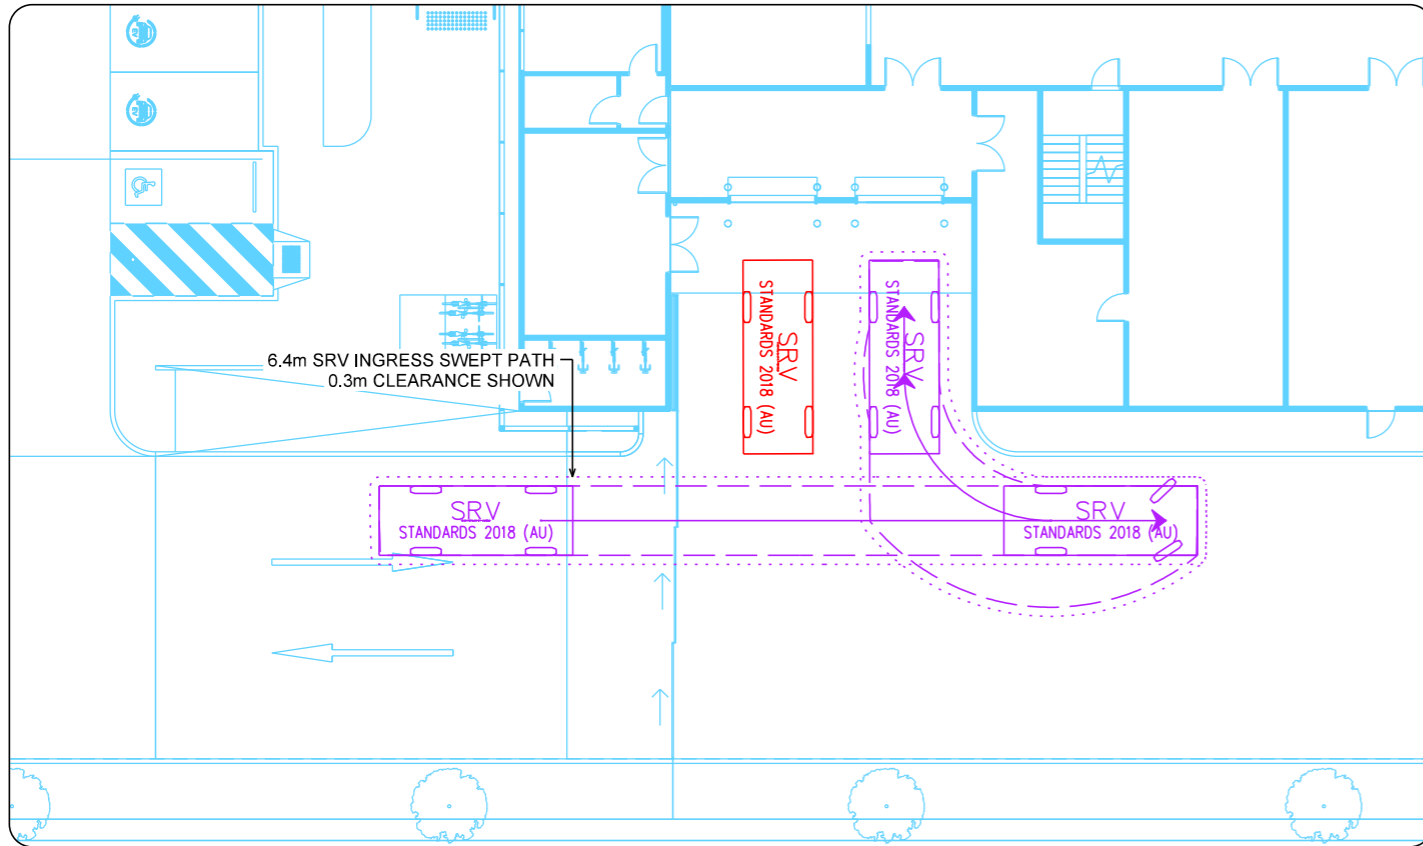 6.4m SRV INGRESS SWEPT PATH
0.3m CLEARANCE SHOWN
SRV
STANDARDS 2018 (AU)
SRV
STANDARDS 2018 (AU)
SRV
STANDARDS 2018 (AU)
SRV
STANDARDS 2018 (AU)